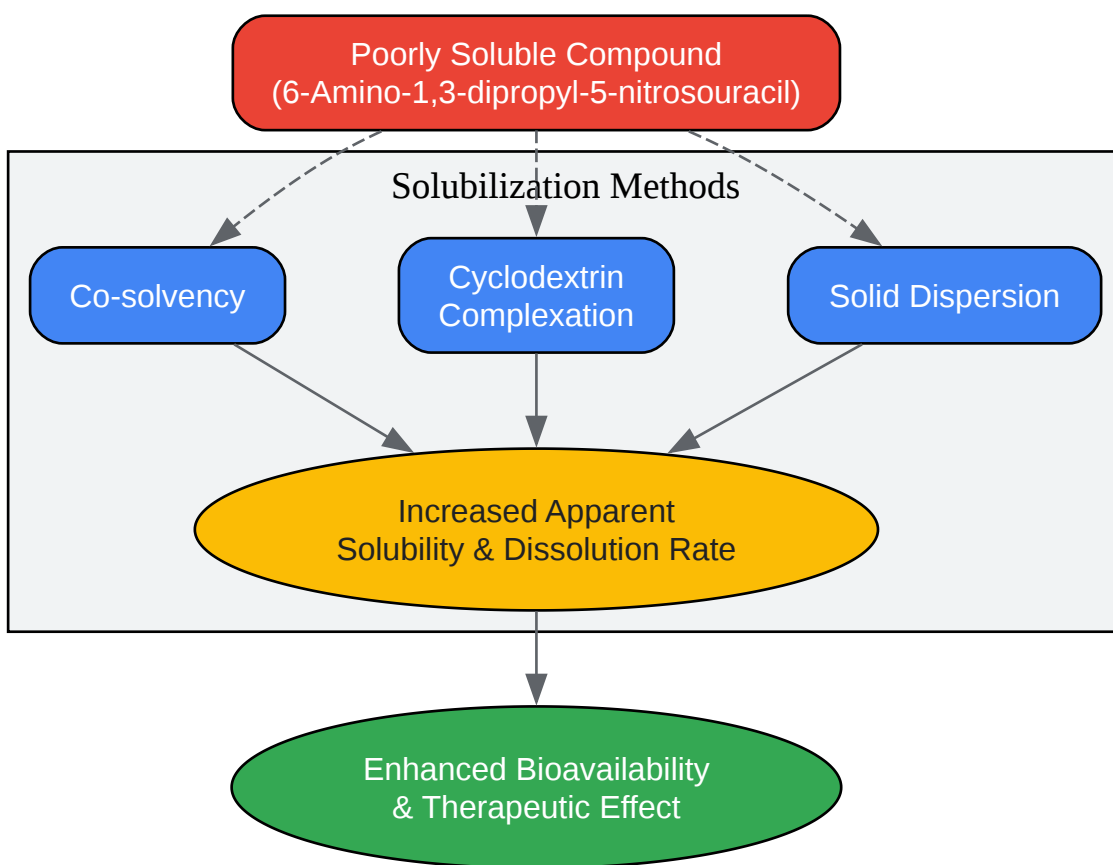 Poorly Soluble Compound
(6-Amino-1,3-dipropyl-5-nitrosouracil)
Solubilization Methods
Co-solvency
Cyclodextrin
Complexation
Solid Dispersion
Increased Apparent
Solubility & Dissolution Rate
Enhanced Bioavailability
& Therapeutic Effect